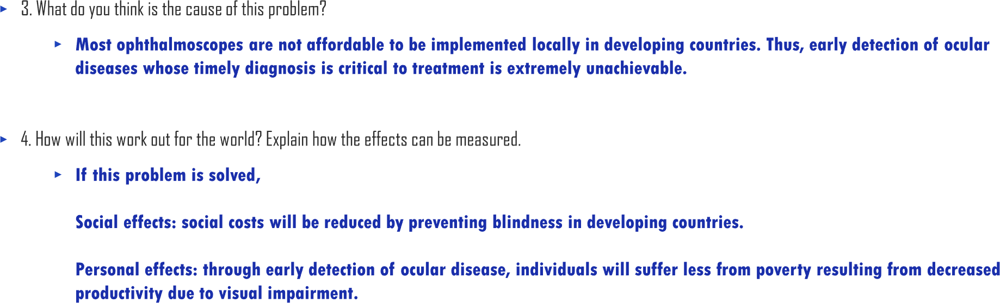 ▸ 3. What do you think is the cause of this problem?
▸ Most ophthalmoscopes are not affordable to be implemented locally in developing countries. Thus, early detection of ocular
diseases whose timely diagnosis is critical to treatment is extremely unachievable.
▸ 4. How will this work out for the world? Explain how the effects can be measured.
▸ If this problem is solved,
Social effects: social costs will be reduced by preventing blindness in developing countries.
Personal effects: through early detection of ocular disease, individuals will suffer less from poverty resulting from decreased
productivity due to visual impairment.